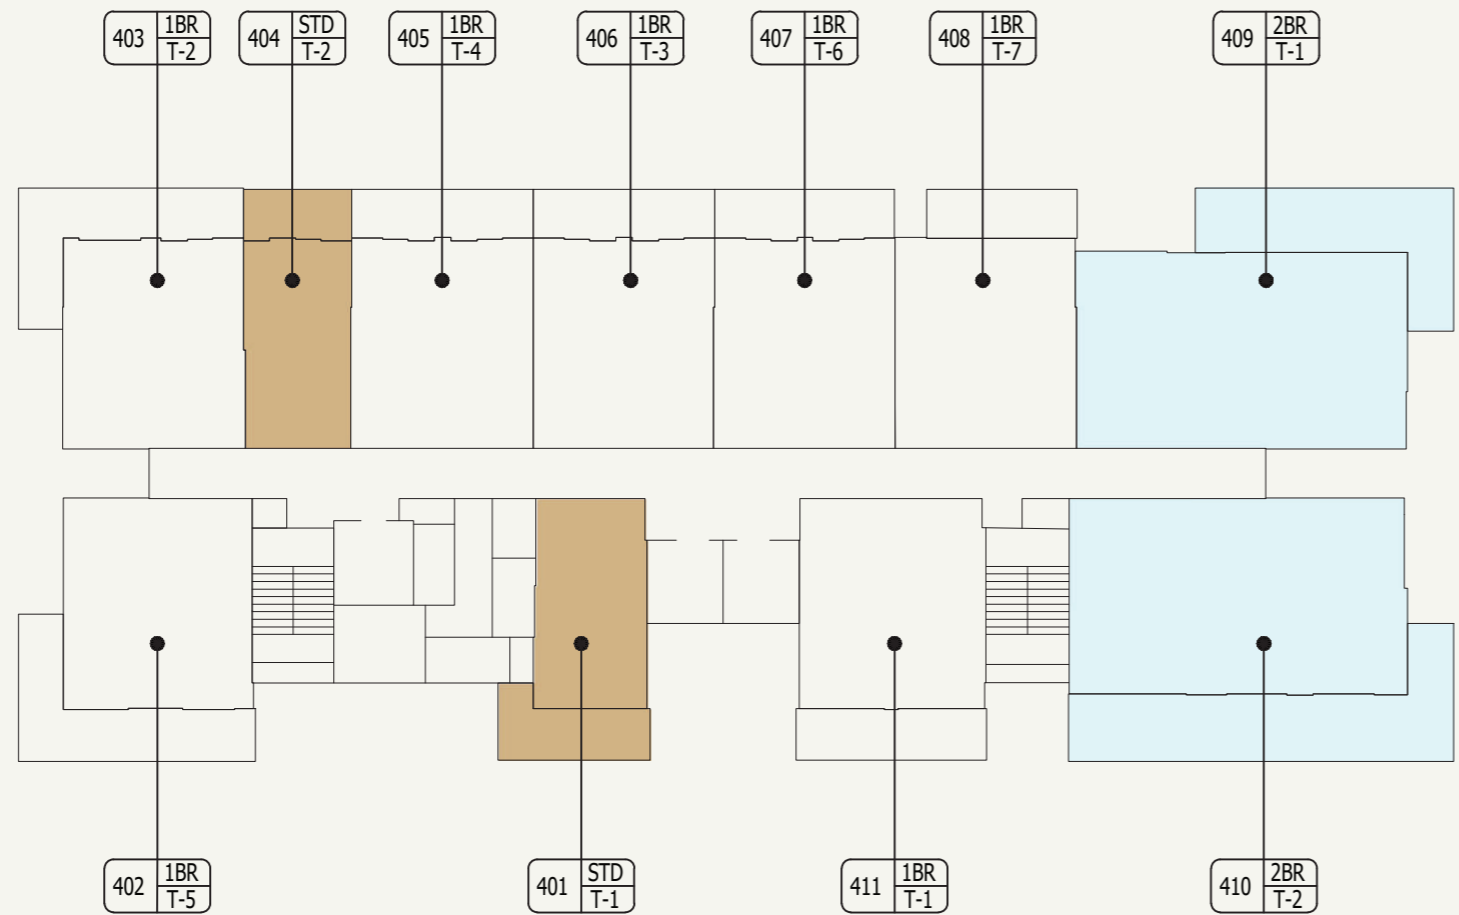 403 1BR T-2
404 STD T-2
405 1BR T-4
406 1BR T-3
407 1BR T-6
408 1BR T-7
409 2BR T-1
402 1BR T-5
401 STD T-1
411 1BR T-1
410 2BR T-2